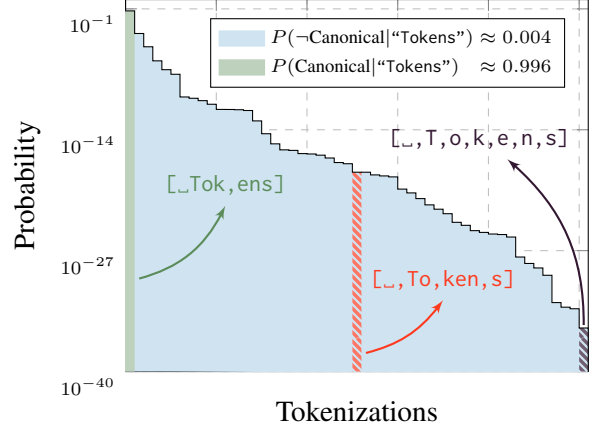 10⁻¹
P(¬Canonical|“Tokens”) ≈ 0.004
P(Canonical|“Tokens”) ≈ 0.996
10⁻¹⁴
[␣,T,o,k,e,n,s]
[␣Tok,ens]
Probability
10⁻²⁷
[␣,To,ken,s]
10⁻⁴⁰
Tokenizations